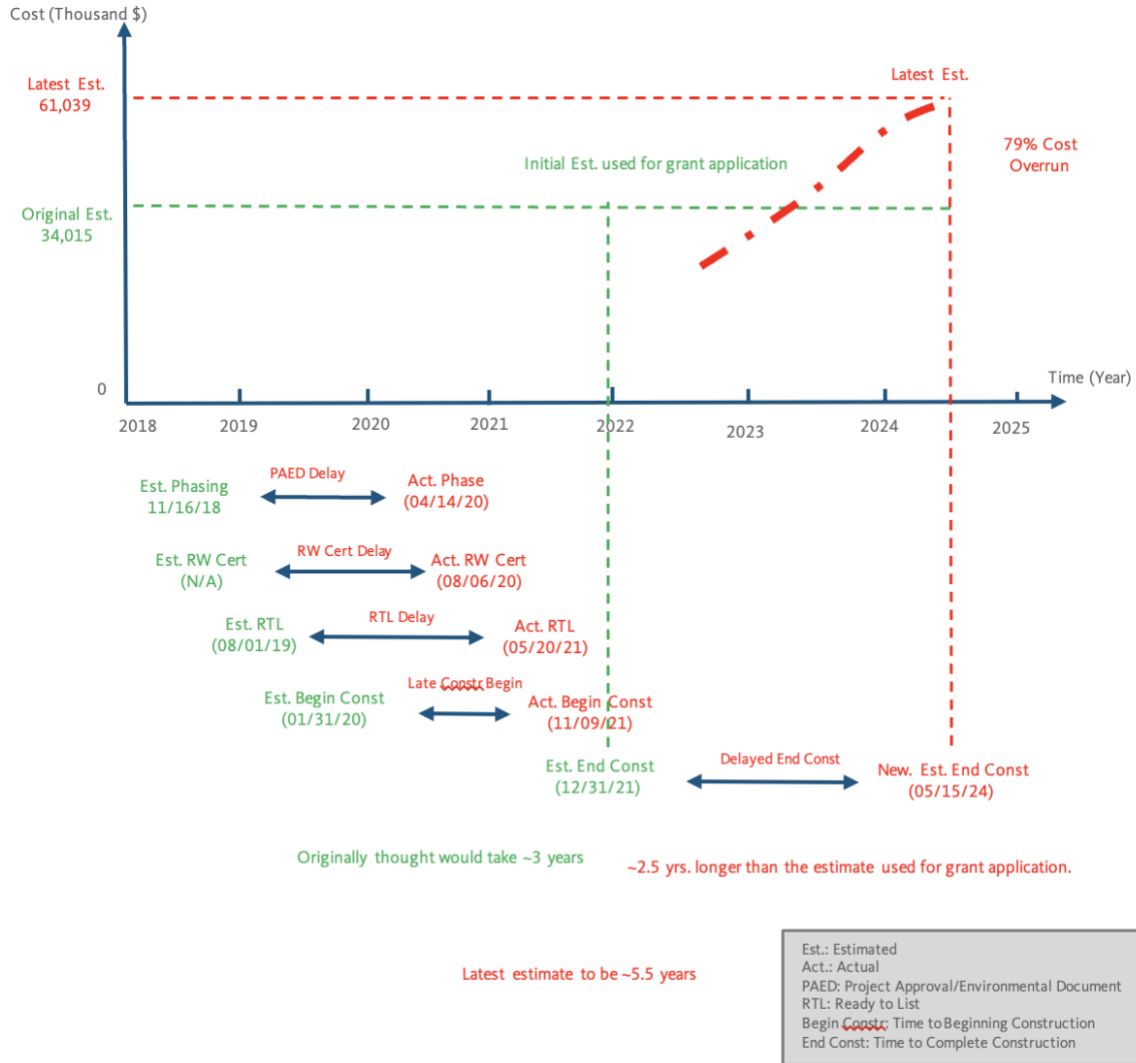 Cost (Thousand $)
Latest Est.
61,039
Latest Est.
79% Cost
Overrun
Initial Est. used for grant application
Original Est.
34,015
0
Time (Year)
2018 2019 2020 2021 2022 2023 2024 2025
PAED Delay
Est. Phasing
11/16/18
Act. Phase
(04/14/20)
RW Cert Delay
Est. RW Cert
(N/A)
Act. RW Cert
(08/06/20)
RTL Delay
Est. RTL
(08/01/19)
Act. RTL
(05/20/21)
Late Constr Begin
Est. Begin Const
(01/31/20)
Act. Begin Const
(11/09/21)
Delayed End Const
Est. End Const
(12/31/21)
New. Est. End Const
(05/15/24)
Originally thought would take ~3 years
~2.5 yrs. longer than the estimate used for grant application.
Latest estimate to be ~5.5 years
Est.: Estimated
Act.: Actual
PAED: Project Approval/Environmental Document
RTL: Ready to List
Begin Constr: Time to Beginning Construction
End Const: Time to Complete Construction